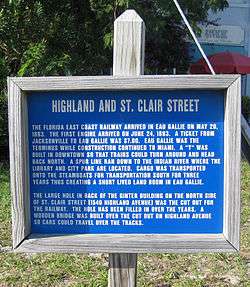 HIGHLAND AND ST. CLAIR STREET
THE FLORIDA EAST COAST RAILWAY ARRIVED IN EAU GALLIE ON MAY 29,
1893. THE FIRST ENGINE ARRIVED ON JUNE 24, 1893. A TICKET FROM
JACKSONVILLE TO EAU GALLIE WAS $7.00. EAU GALLIE WAS THE
TERMINUS WHILE CONSTRUCTION CONTINUED TO MIAMI. A "Y" WAS
BUILT IN DOWNTOWN SO THAT TRAINS COULD TURN AROUND AND HEAD
BACK NORTH. A SPUR LINE RAN DOWN TO THE INDIAN RIVER WHERE THE
LIBRARY AND CITY PARK ARE LOCATED. CARGO WAS TRANSPORTED
ONTO THE STEAMBOATS FOR TRANSPORTATION SOUTH FOR THREE
YEARS THUS CREATING A SHORT LIVED LAND BOOM IN EAU GALLIE.
THE LARGE HOLE IN BACK OF THE GINTER BUILDING ON THE NORTH SIDE
OF ST. CLAIR STREET (1540 HIGHLAND AVENUE) WAS THE CUT OUT FOR
THE RAILWAY. THE HOLE HAS BEEN FILLED IN OVER THE YEARS. A
WOODEN BRIDGE WAS BUILT OVER THE CUT OUT ON HIGHLAND AVENUE
SO CARS COULD TRAVEL OVER THE TRACKS.